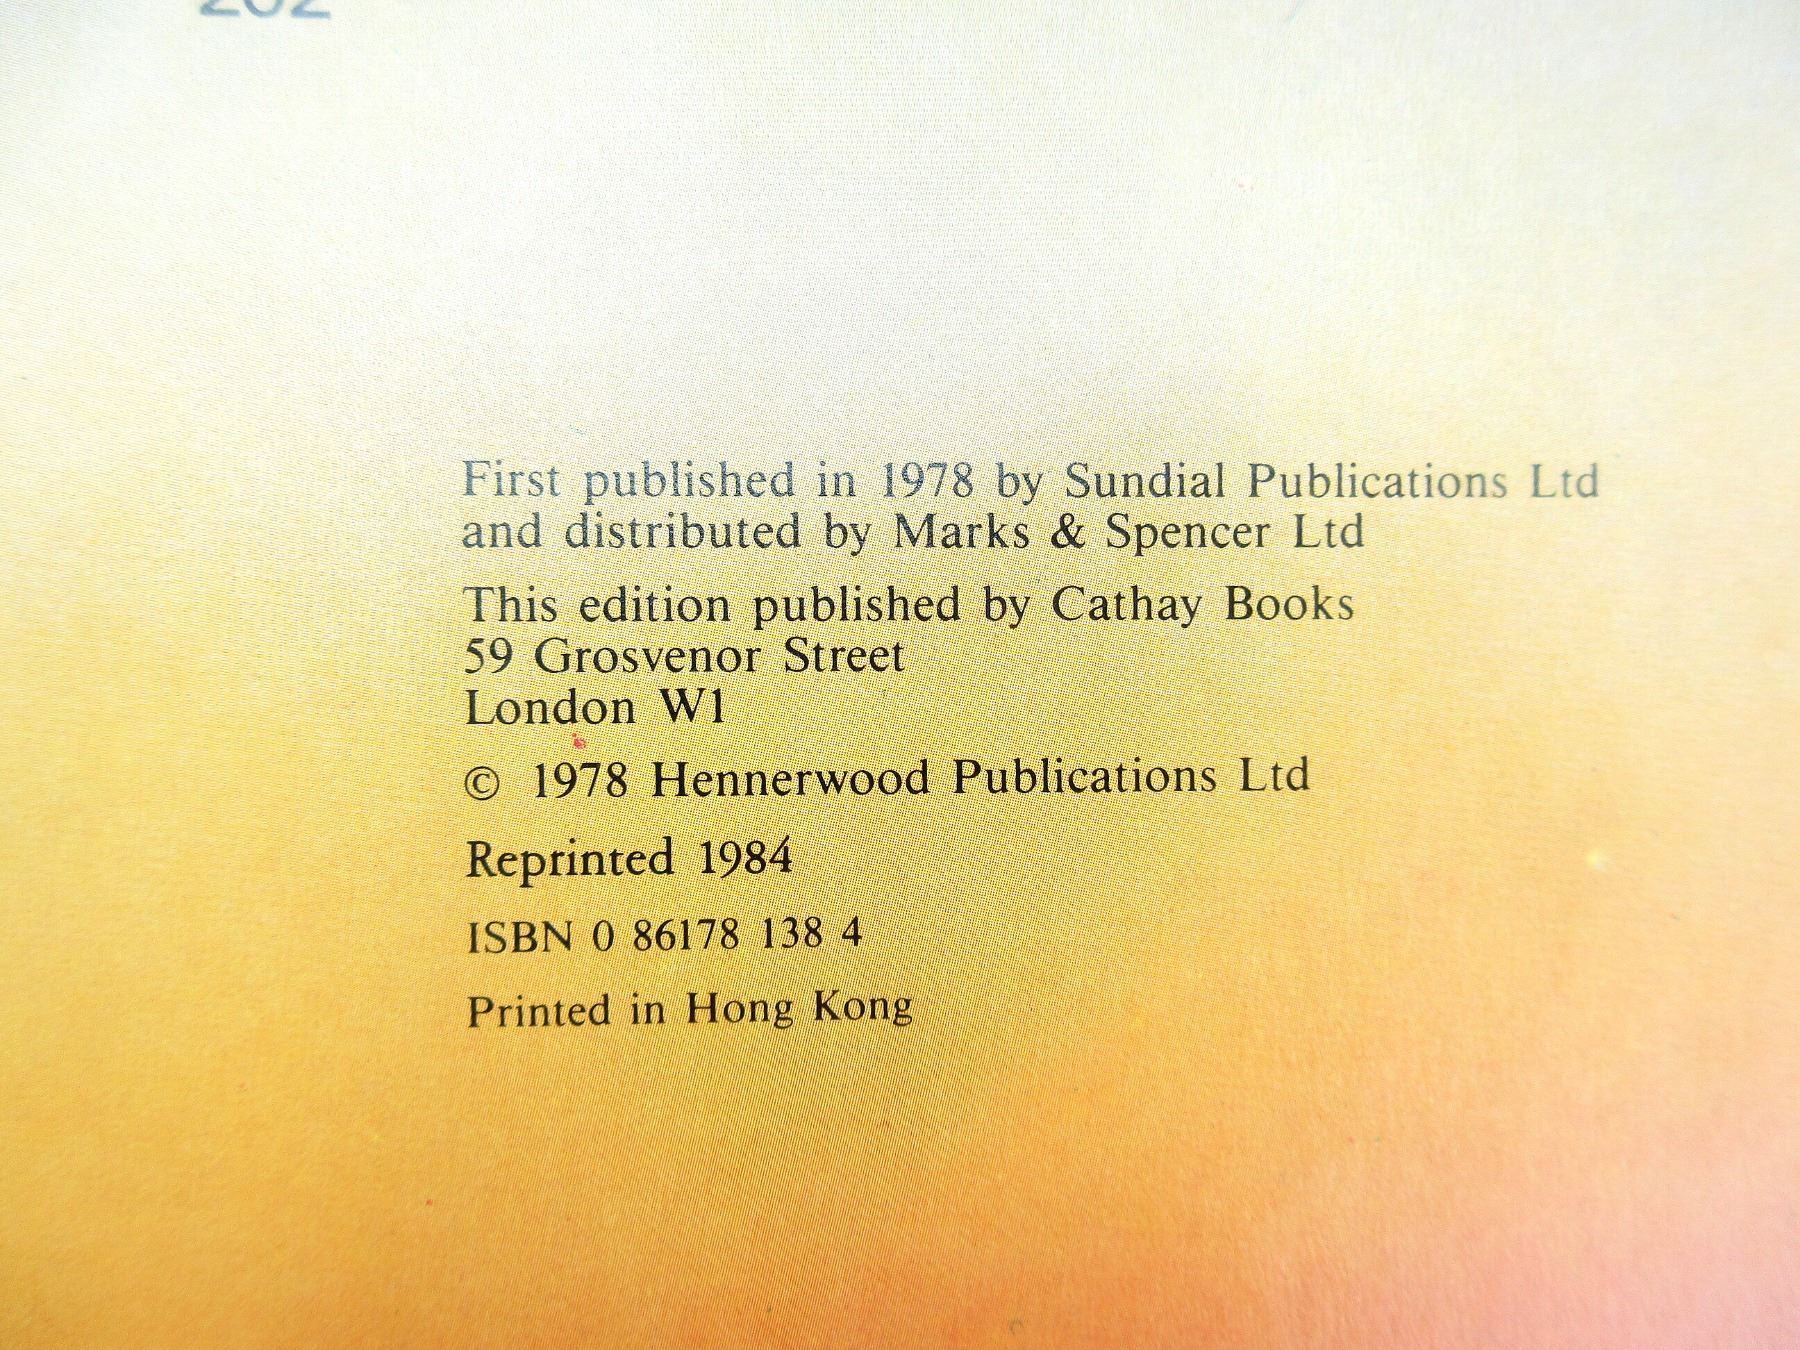 First published in 1978 by Sundial Publications Ltd
and distributed by Marks & Spencer Ltd
This edition published by Cathay Books
59 Grosvenor Street
London W1
© 1978 Hennerwood Publications Ltd
Reprinted 1984
ISBN 0 86178 138 4
Printed in Hong Kong